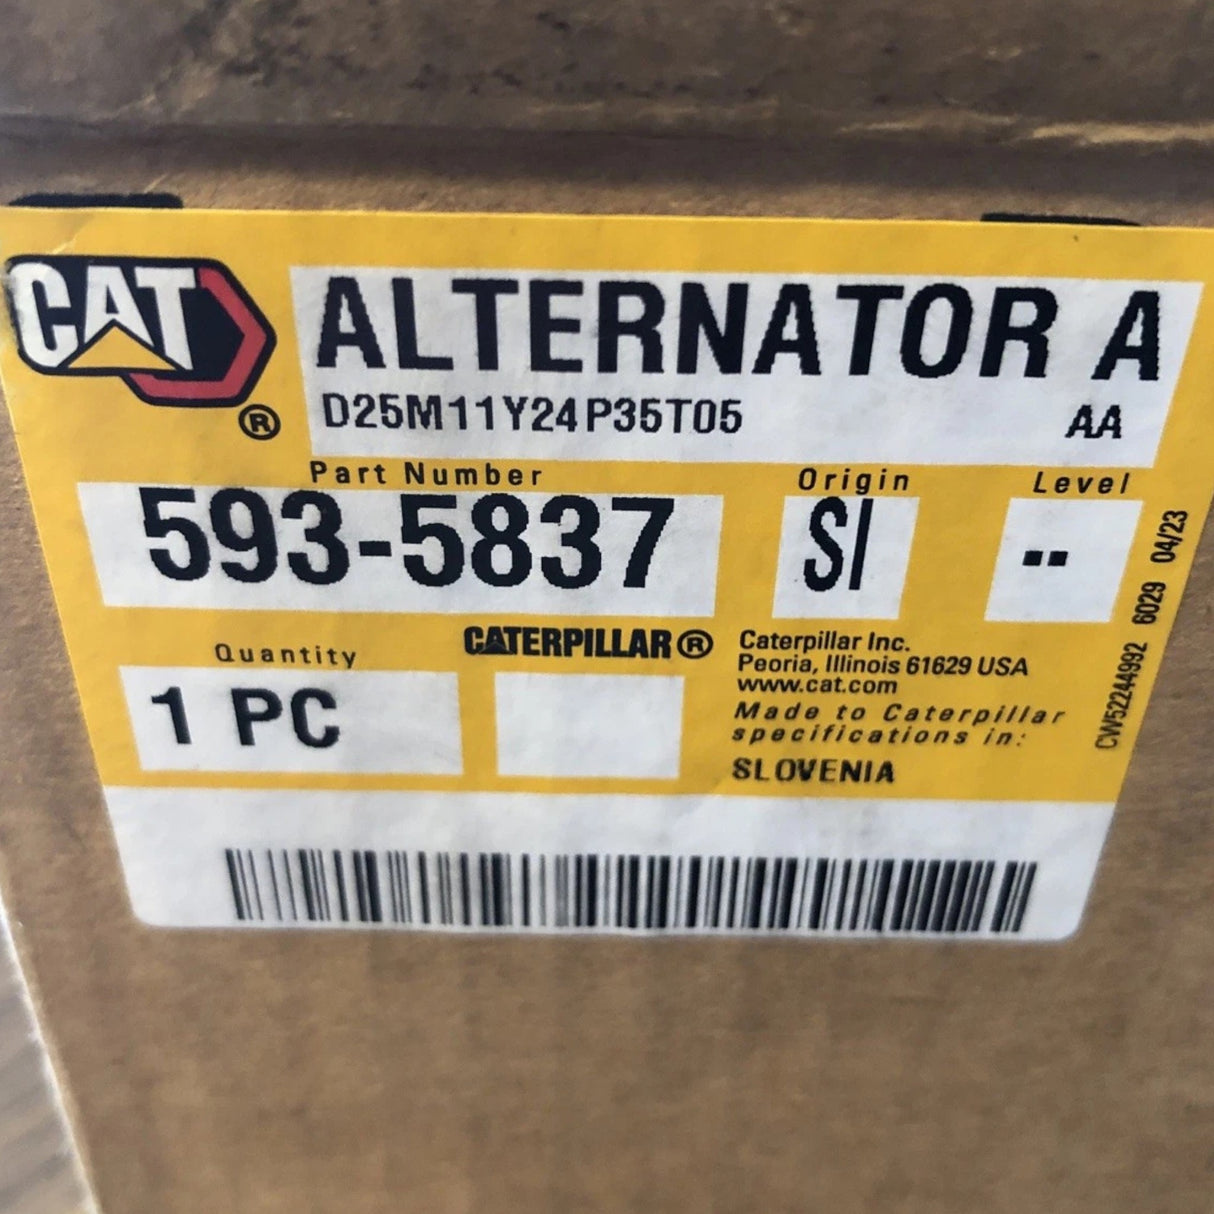 CAT®
ALTERNATOR A
D25M11Y24P35T05 AA
Part Number Origin Level
593-5837 SI --
Quantity
1 PC
CATERPILLAR®
Caterpillar Inc.
Peoria, Illinois 61629 USA
www.cat.com
Made to Caterpillar
specifications in:
SLOVENIA
CW52244992 6029 04/23